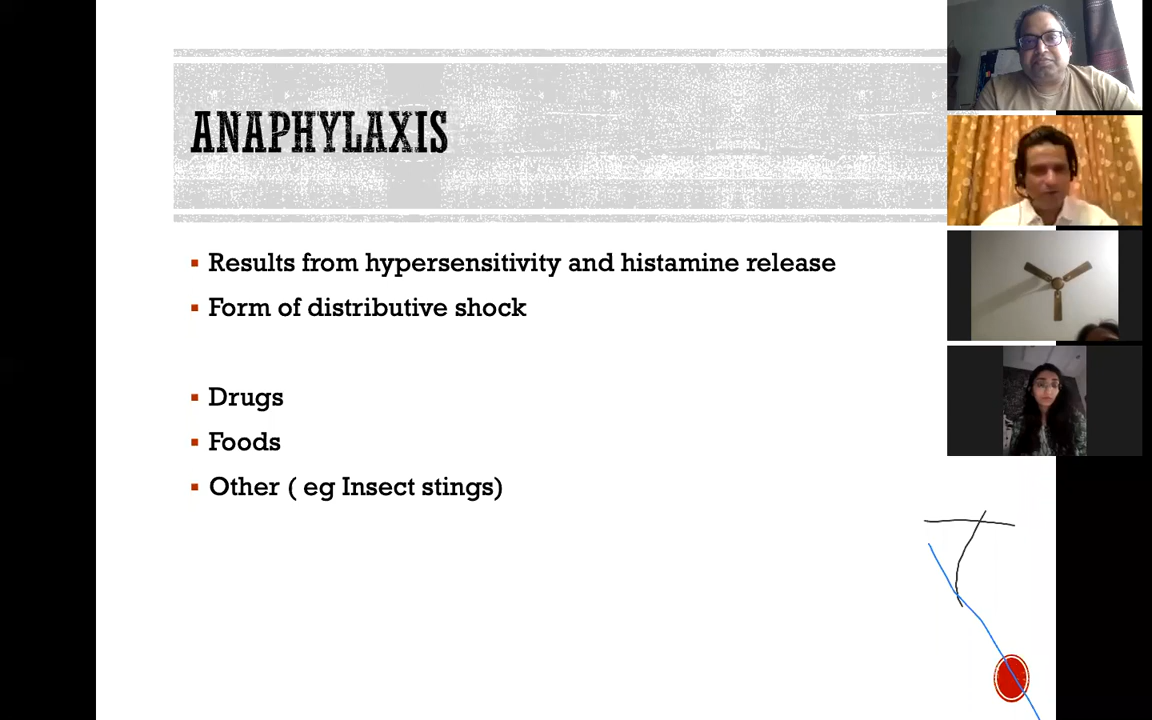 ANAPHYLAXIS
Results from hypersensitivity and histamine release
Form of distributive shock
Drugs
Foods
Other ( eg Insect stings)